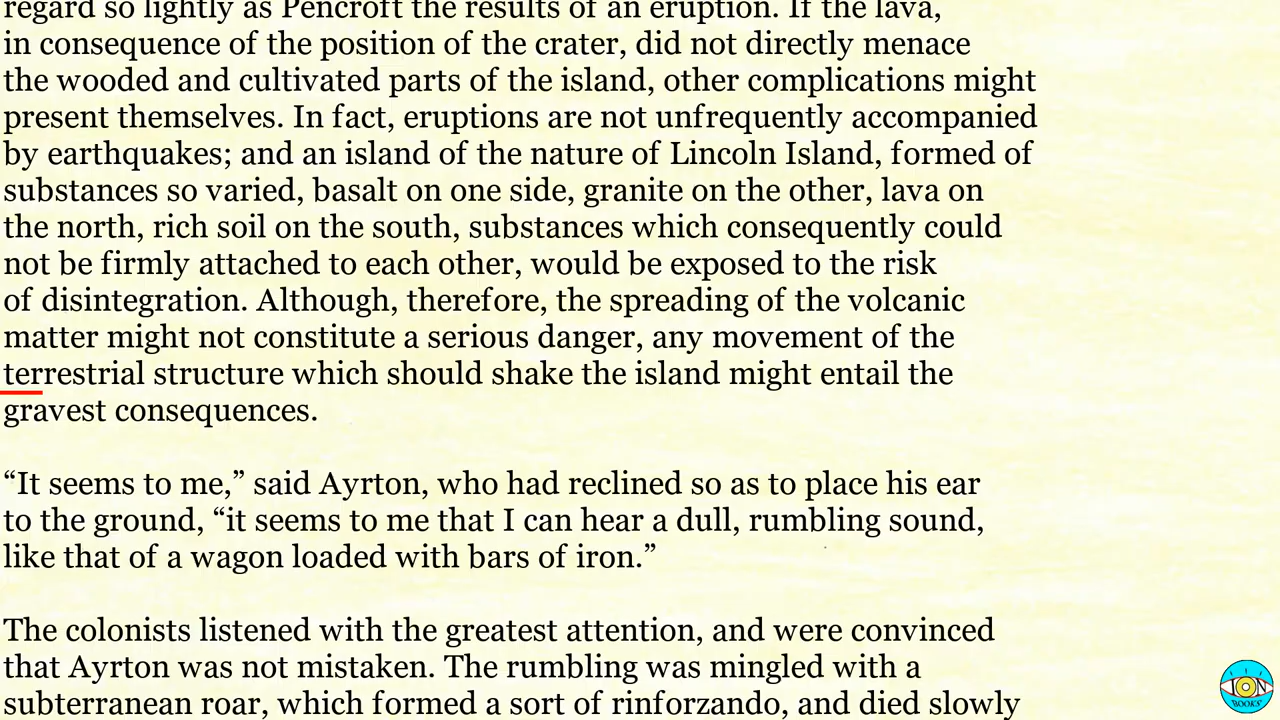 regard so lightly as Pencroft the results of an eruption. If the lava,
in consequence of the position of the crater, did not directly menace
the wooded and cultivated parts of the island, other complications might
present themselves. In fact, eruptions are not unfrequently accompanied
by earthquakes; and an island of the nature of Lincoln Island, formed of
substances so varied, basalt on one side, granite on the other, lava on
the north, rich soil on the south, substances which consequently could
not be firmly attached to each other, would be exposed to the risk
of disintegration. Although, therefore, the spreading of the volcanic
matter might not constitute a serious danger, any movement of the
terrestrial structure which should shake the island might entail the
gravest consequences.
“It seems to me,” said Ayrton, who had reclined so as to place his ear
to the ground, “it seems to me that I can hear a dull, rumbling sound,
like that of a wagon loaded with bars of iron.”
The colonists listened with the greatest attention, and were convinced
that Ayrton was not mistaken. The rumbling was mingled with a
subterranean roar, which formed a sort of rinforzando, and died slowly
ION
BOOKS